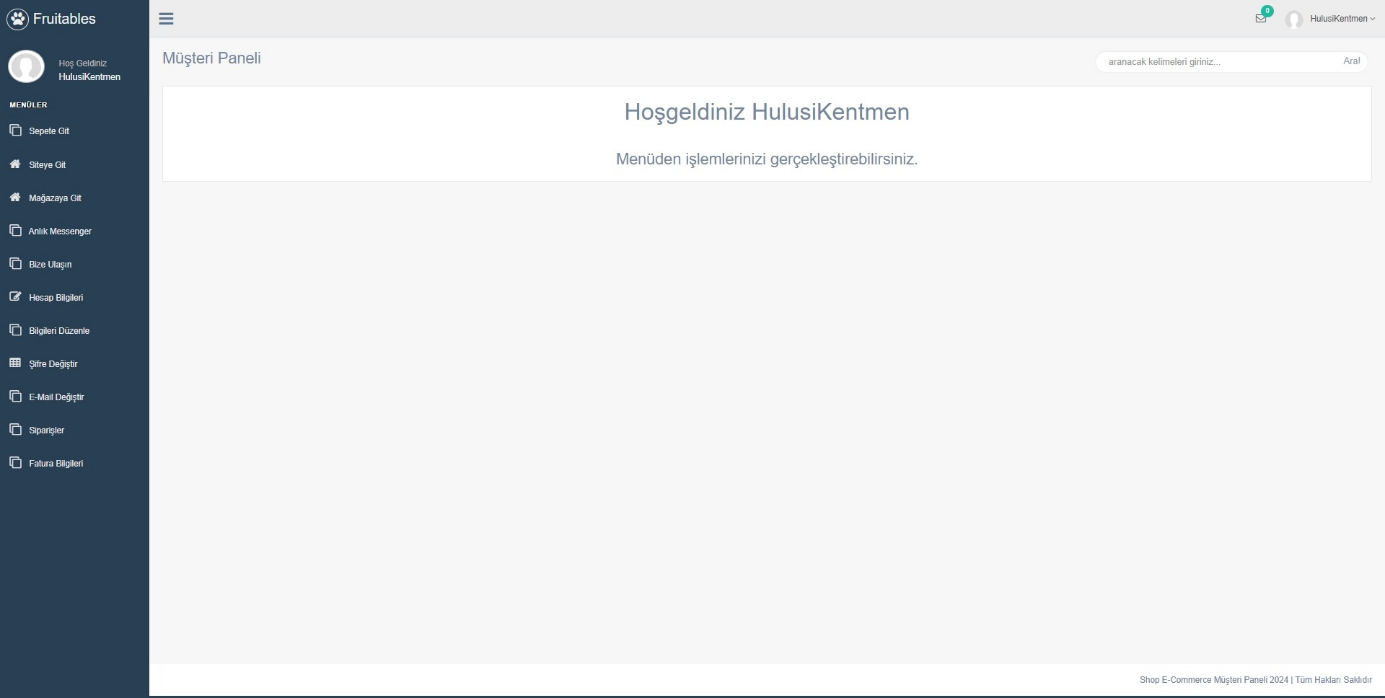 Fruitables
0
HulusiKentmen
Hoş Geldiniz
HulusiKentmen
MENÜLER
Sepete Git
Siteye Git
Mağazaya Git
Anlık Messenger
Bize Ulaşın
Hesap Bilgileri
Bilgileri Düzenle
Şifre Değiştir
E-Mail Değiştir
Siparişler
Fatura Bilgileri
Müşteri Paneli
aranacak kelimeleri giriniz... Ara!
Hoşgeldiniz HulusiKentmen
Menüden işlemlerinizi gerçekleştirebilirsiniz.
Shop E-Commerce Müşteri Paneli 2024 | Tüm Hakları Saklıdır